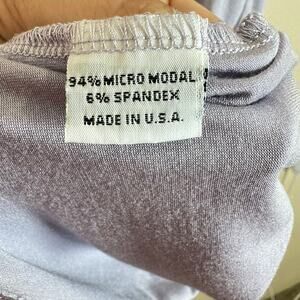 94% MICRO MODAL
6% SPANDEX
MADE IN U.S.A.